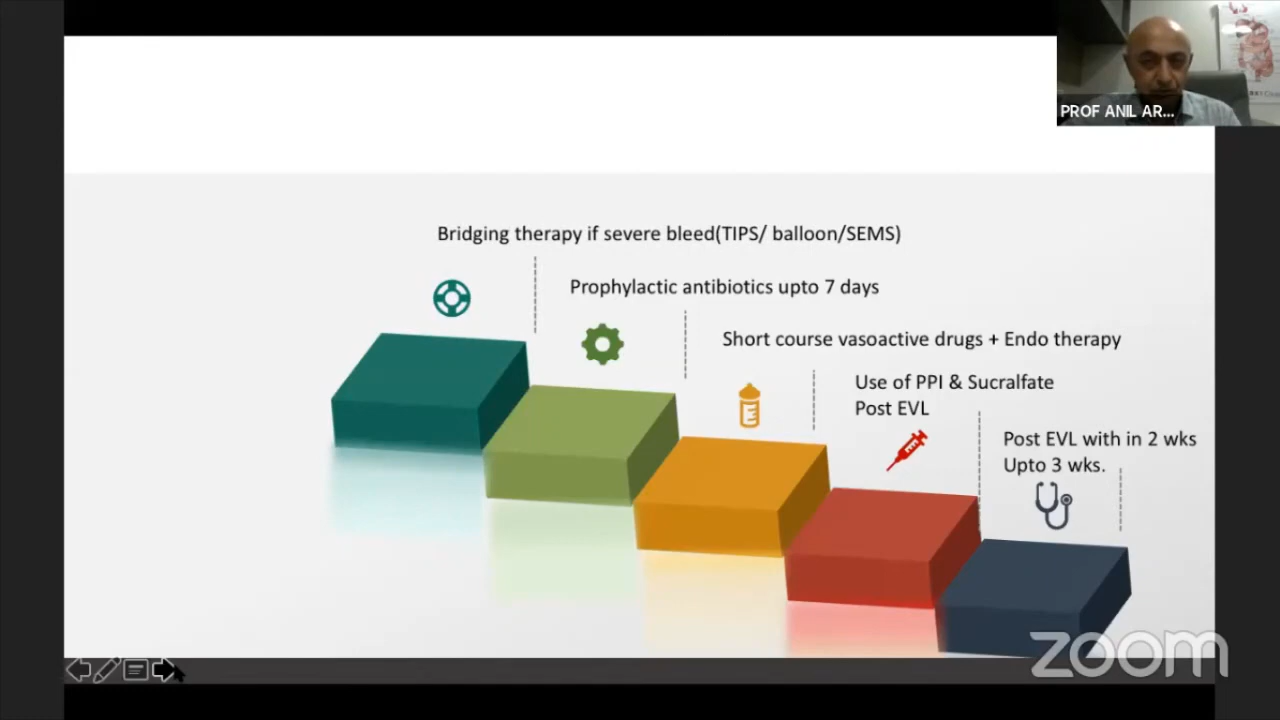 PROF ANIL AR...
Bridging therapy if severe bleed(TIPS/ balloon/SEMS)
Prophylactic antibiotics upto 7 days
Short course vasoactive drugs + Endo therapy
Use of PPI & Sucralfate
Post EVL
Post EVL with in 2 wks
Upto 3 wks.
zoom